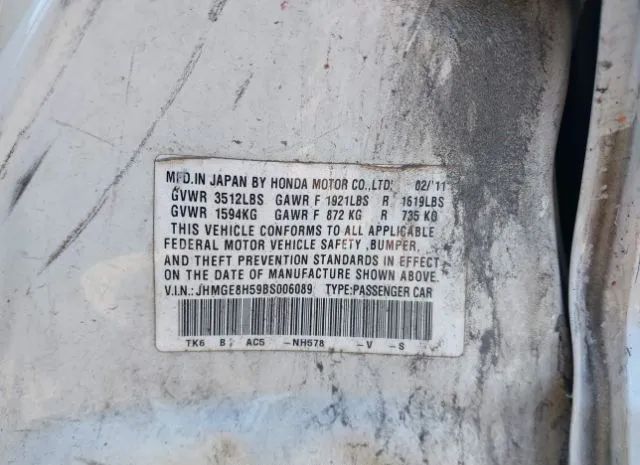 MFD.IN JAPAN BY HONDA MOTOR CO.,LTD. 02/'11
GVWR 3512LBS GAWR F 1921LBS R 1619LBS
GVWR 1594KG GAWR F 872 KG R 735 KG
THIS VEHICLE CONFORMS TO ALL APPLICABLE
FEDERAL MOTOR VEHICLE SAFETY ,BUMPER,
AND THEFT PREVENTION STANDARDS IN EFFECT
ON THE DATE OF MANUFACTURE SHOWN ABOVE.
V.I.N.:JHMGE8H59BS006089 TYPE:PASSENGER CAR
TK6 B AC5 -NH578 -V -S